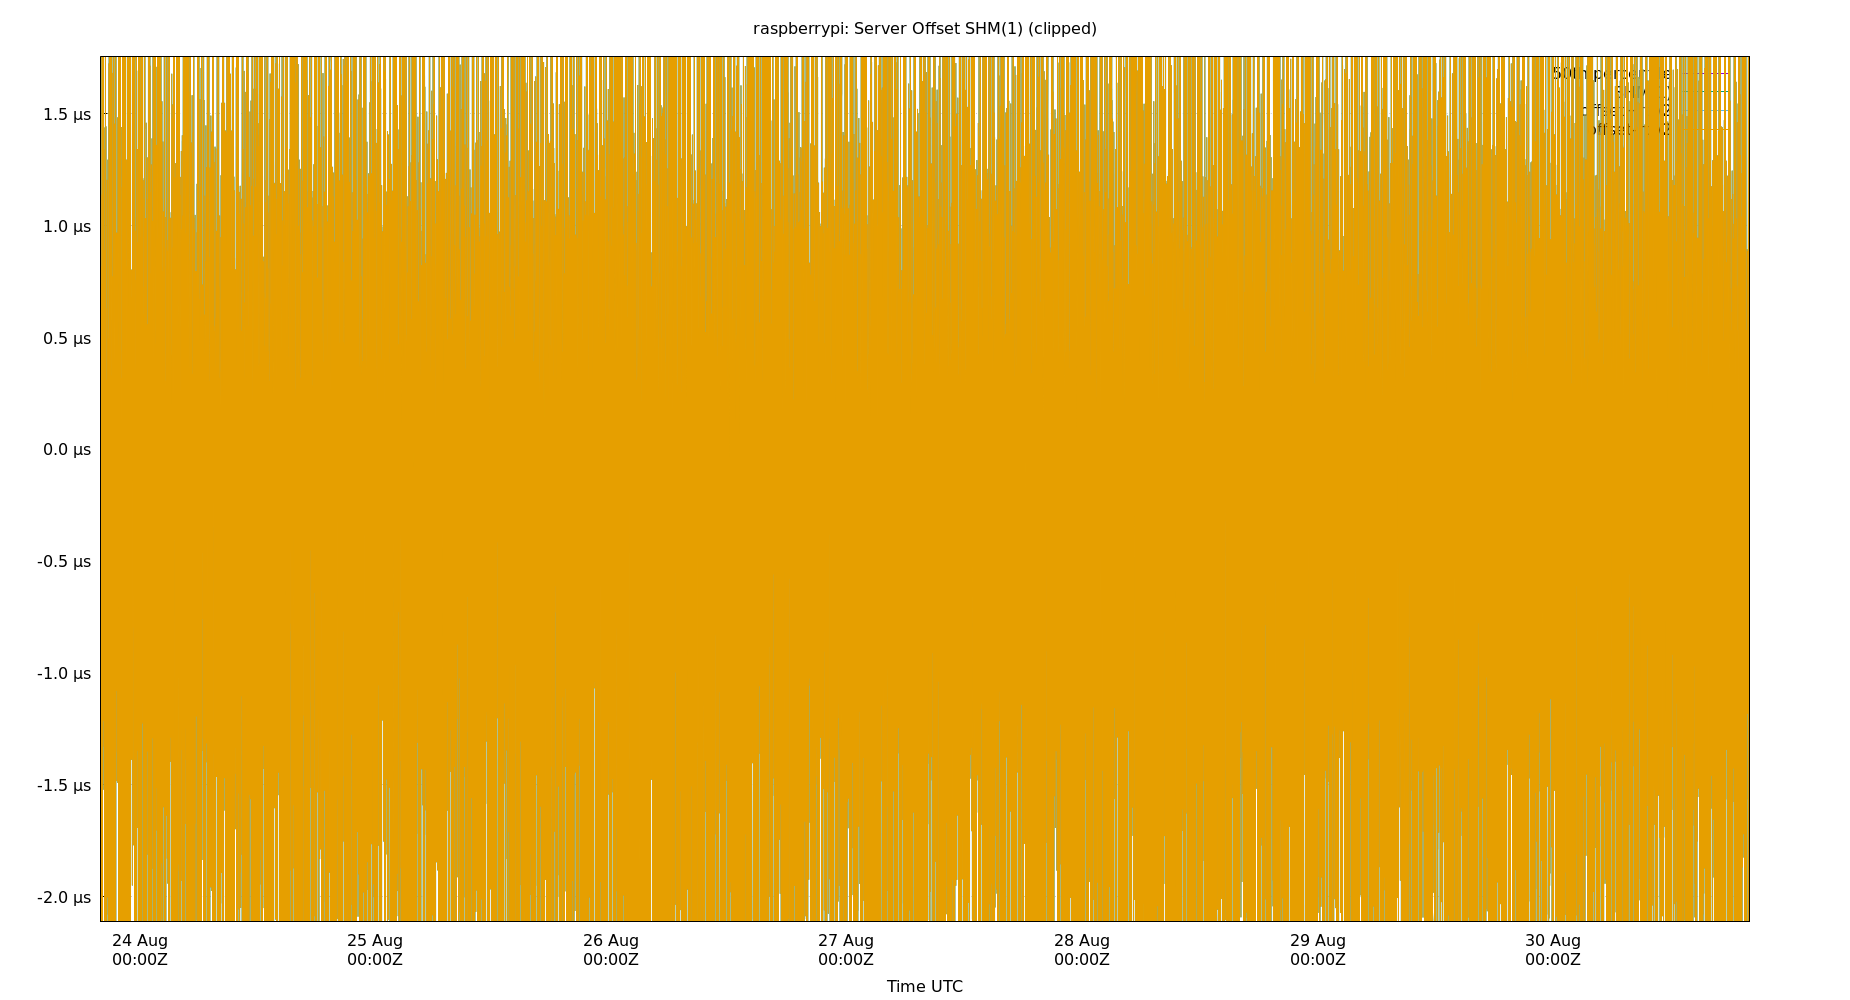 raspberrypi: Server Offset SHM(1) (clipped)
1.5 µs
1.0 µs
0.5 µs
0.0 µs
-0.5 µs
-1.0 µs
-1.5 µs
-2.0 µs
24 Aug
00:00Z
25 Aug
00:00Z
26 Aug
00:00Z
27 Aug
00:00Z
28 Aug
00:00Z
29 Aug
00:00Z
30 Aug
00:00Z
Time UTC